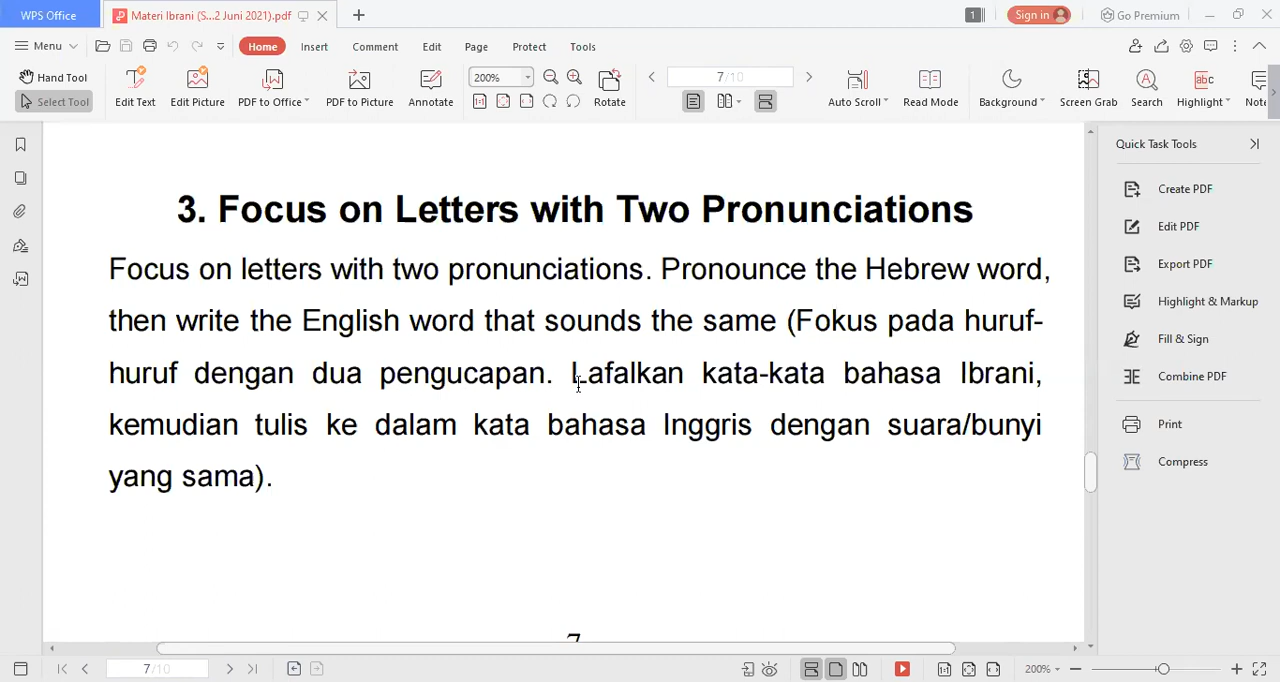 WPS Office
Materi Ibrani (S...2 Juni 2021).pdf
1
Sign in
Go Premium
Menu
Home
Insert
Comment
Edit
Page
Protect
Tools
Hand Tool
Select Tool
Edit Text
Edit Picture
PDF to Office
PDF to Picture
Annotate
200%
Rotate
7/10
Auto Scroll
Read Mode
Background
Screen Grab
Search
Highlight
Note
3. Focus on Letters with Two Pronunciations
Focus on letters with two pronunciations. Pronounce the Hebrew word,
then write the English word that sounds the same (Fokus pada huruf-
huruf dengan dua pengucapan. Lafalkan kata-kata bahasa Ibrani,
kemudian tulis ke dalam kata bahasa Inggris dengan suara/bunyi
yang sama).
7
Quick Task Tools
Create PDF
Edit PDF
Export PDF
Highlight & Markup
Fill & Sign
Combine PDF
Print
Compress
7/10
200%